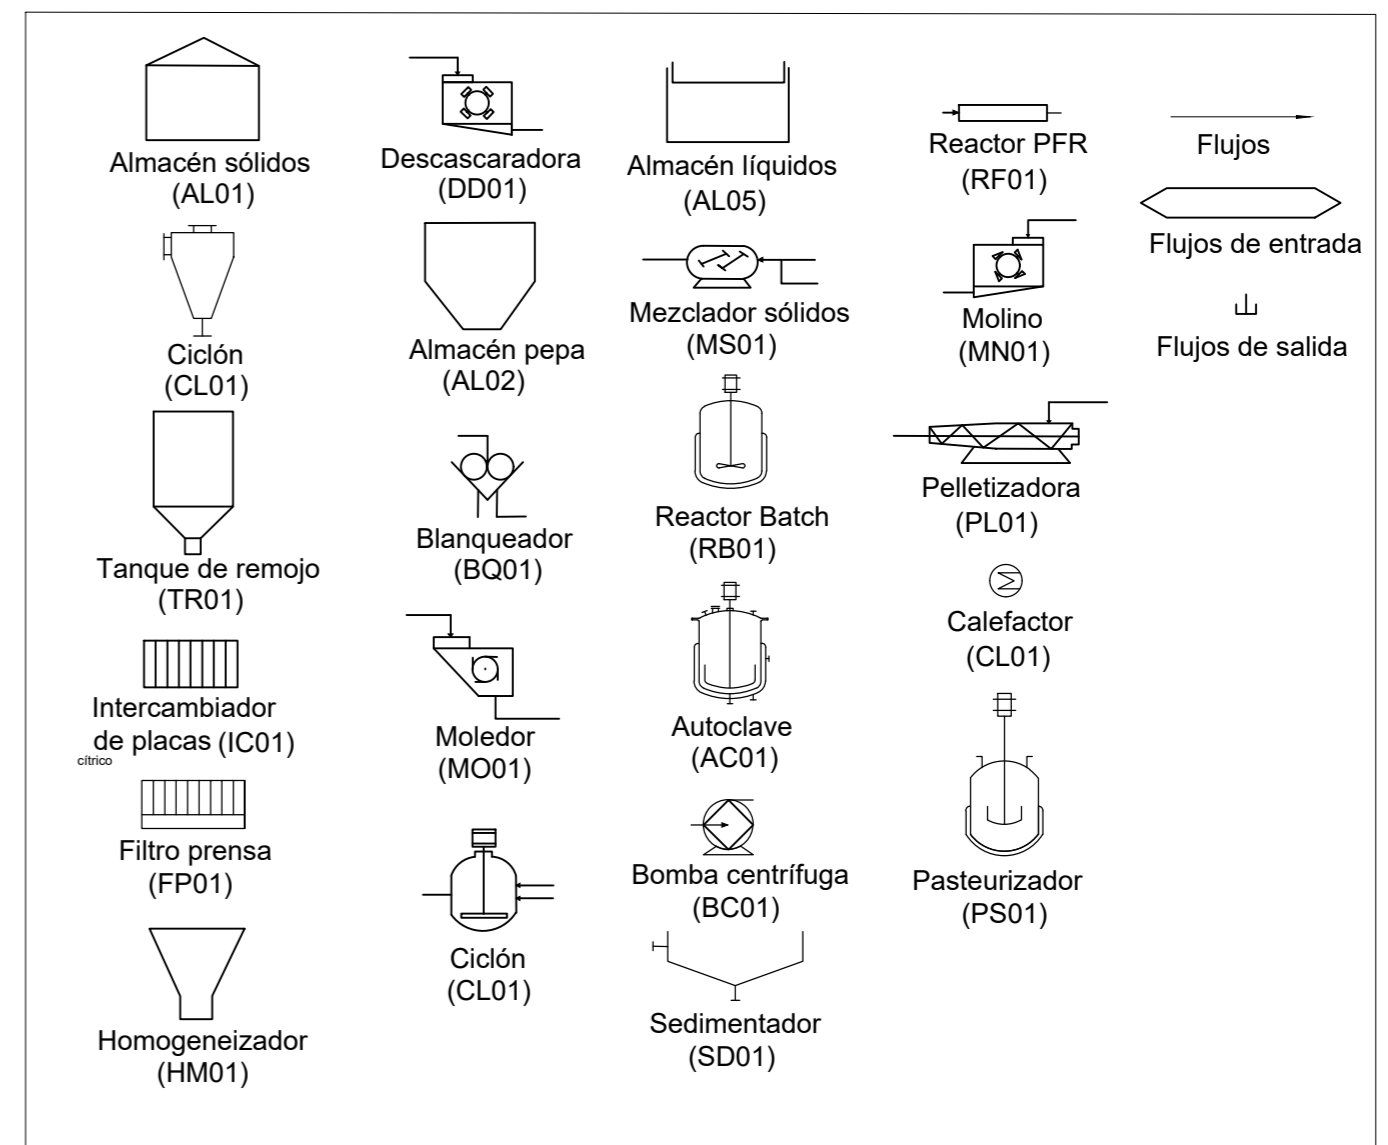 Almacén sólidos
(AL01)
Ciclón
(CL01)
Tanque de remojo
(TR01)
Intercambiador
de placas (IC01)
cítrico
Filtro prensa
(FP01)
Homogeneizador
(HM01)
Descascaradora
(DD01)
Almacén pepa
(AL02)
Blanqueador
(BQ01)
Moledor
(MO01)
Ciclón
(CL01)
Almacén líquidos
(AL05)
Mezclador sólidos
(MS01)
Reactor Batch
(RB01)
Autoclave
(AC01)
Bomba centrífuga
(BC01)
Sedimentador
(SD01)
Reactor PFR
(RF01)
Molino
(MN01)
Pelletizadora
(PL01)
Calefactor
(CL01)
Pasteurizador
(PS01)
Flujos
Flujos de entrada
Flujos de salida